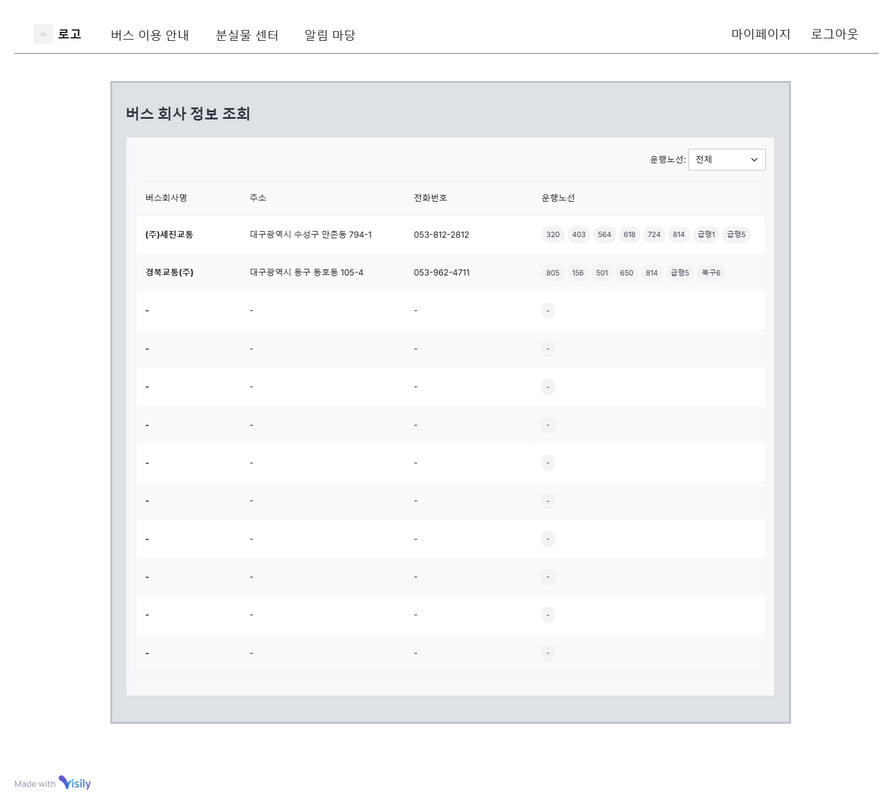 로고 버스 이용 안내 분실물 센터 알림 마당 마이페이지 로그아웃
버스 회사 정보 조회
운행노선: 전체
버스회사명 주소 전화번호 운행노선
(주)세진교통 대구광역시 수성구 만촌동 794-1 053-812-2812 320 403 564 618 724 814 급행1 급행5
경북교통(주) 대구광역시 동구 동호동 105-4 053-962-4711 805 156 501 650 814 급행5 북구6
- - - -
- - - -
- - - -
- - - -
- - - -
- - - -
- - - -
- - - -
- - - -
- - - -
Made with Visily